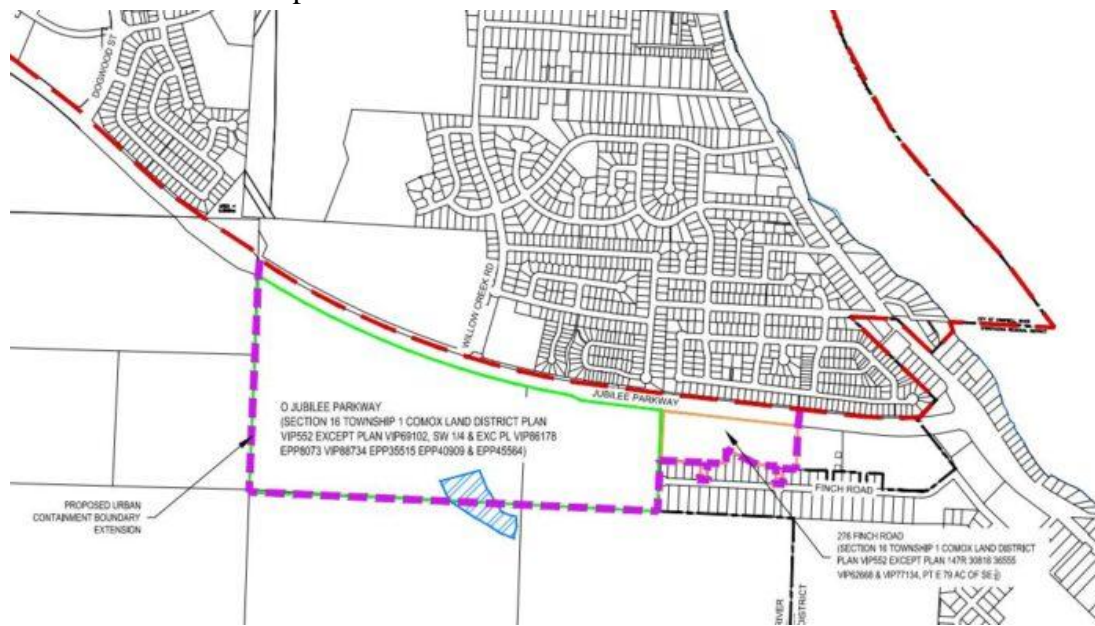 DOGWOOD ST
WILLOW CREEK RD
JUBILEE PARKWAY
0 JUBILEE PARKWAY
(SECTION 16 TOWNSHIP 1 COMOX LAND DISTRICT PLAN
VIP552 EXCEPT PLAN VIP69102, SW 1/4 & EXC PL VIP86178
EPP8073 VIP88734 EPP35515 EPP40909 & EPP45564)
PROPOSED URBAN
CONTAINMENT BOUNDARY
EXTENSION
FINCH ROAD
276 FINCH ROAD
(SECTION 16 TOWNSHIP 1 COMOX LAND DISTRICT
PLAN VIP552 EXCEPT PLAN 147R 30818 36555
VIP62668 & VIP77134, PT E 79 AC OF SE
RIVER
DISTRICT